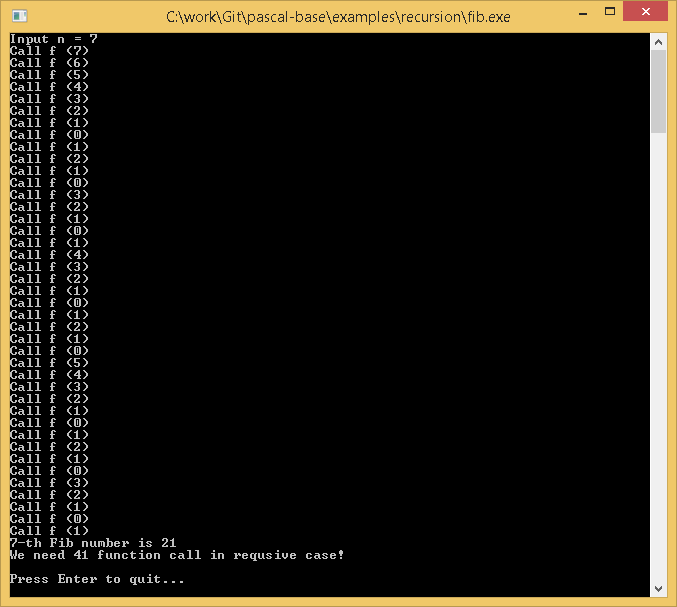 C:\work\Git\pascal-base\examples\recursion\fib.exe
Input n = 7
Call f (7)
Call f (6)
Call f (5)
Call f (4)
Call f (3)
Call f (2)
Call f (1)
Call f (0)
Call f (1)
Call f (2)
Call f (1)
Call f (0)
Call f (3)
Call f (2)
Call f (1)
Call f (0)
Call f (1)
Call f (4)
Call f (3)
Call f (2)
Call f (1)
Call f (0)
Call f (1)
Call f (2)
Call f (1)
Call f (0)
Call f (5)
Call f (4)
Call f (3)
Call f (2)
Call f (1)
Call f (0)
Call f (1)
Call f (2)
Call f (1)
Call f (0)
Call f (3)
Call f (2)
Call f (1)
Call f (0)
Call f (1)
7-th Fib number is 21
We need 41 function call in requsive case!
Press Enter to quit...